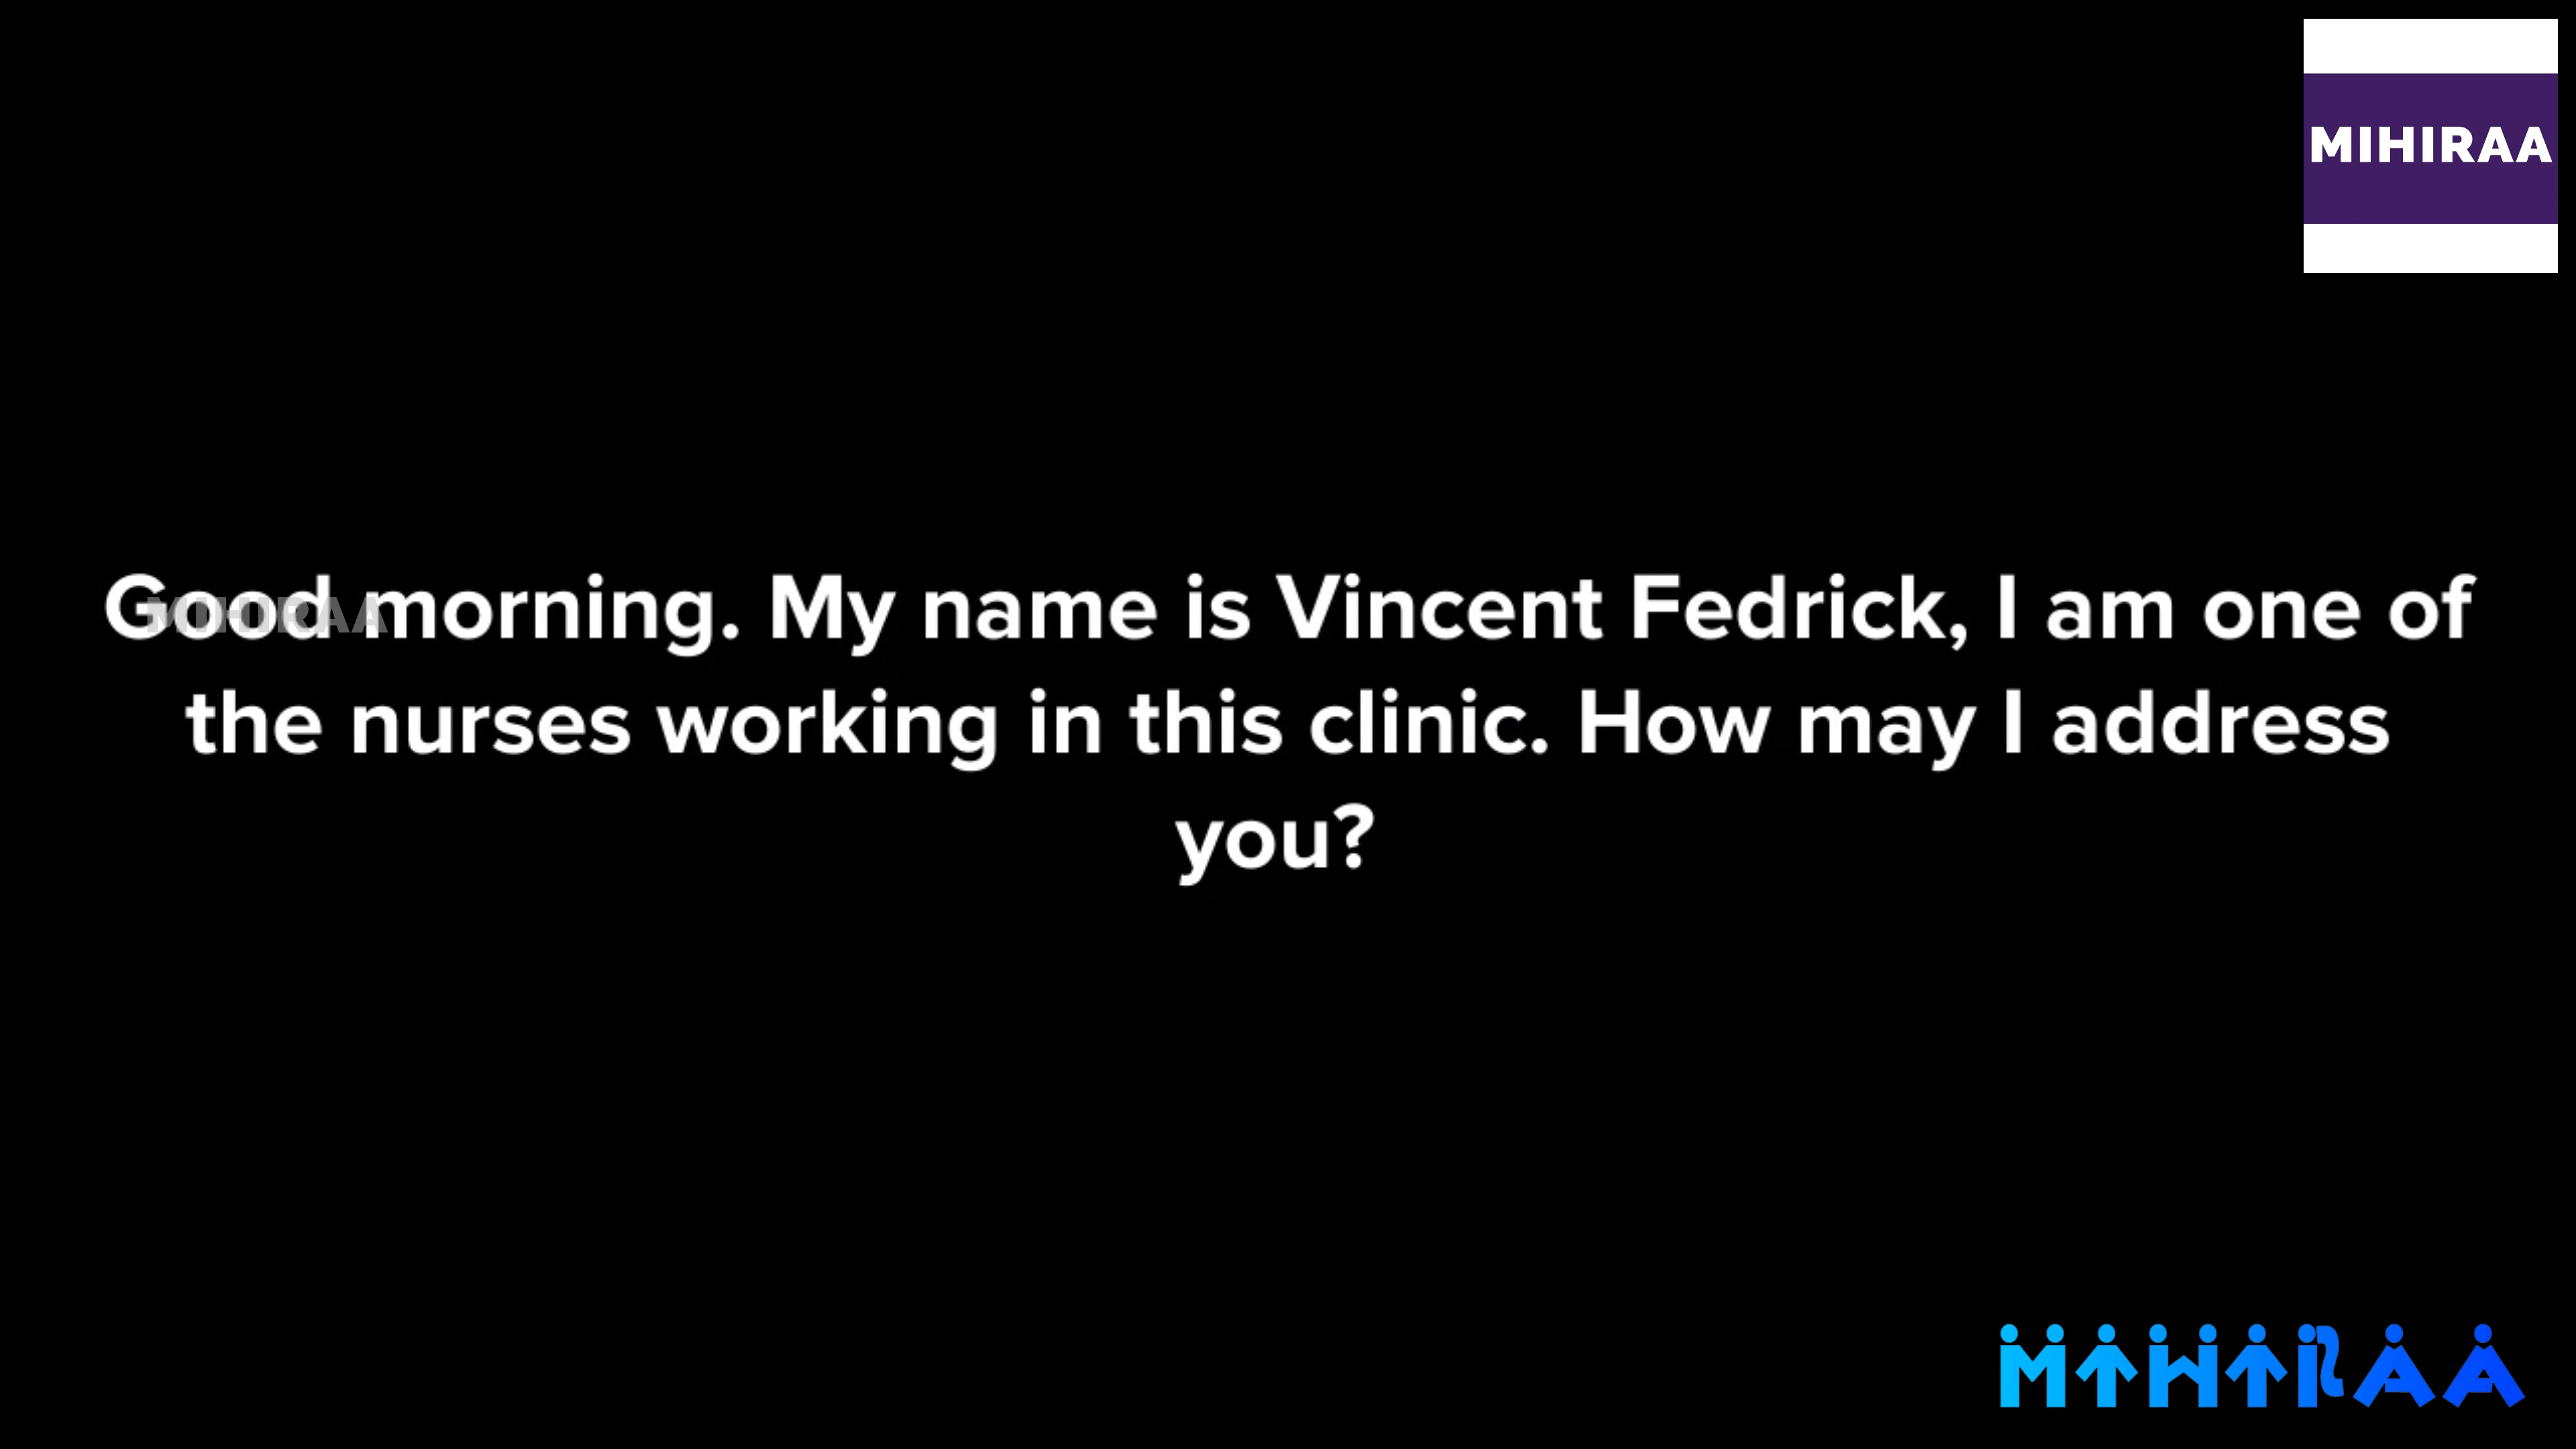 MIHIRAA
Good morning. My name is Vincent Fedrick, I am one of
MIHIRAA
the nurses working in this clinic. How may I address
you?
MIHIRAA